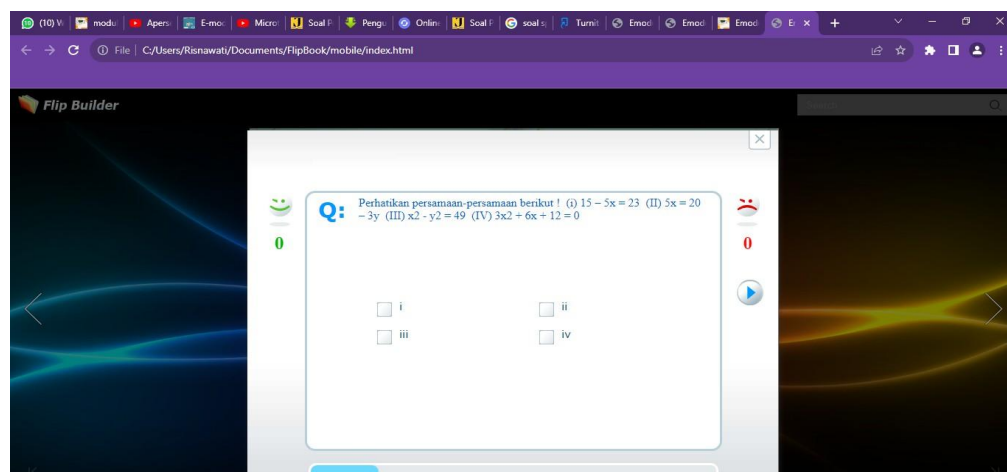 (10) V modu Apers E-mod Micro Soal P Pengu Online Soal P soal s Turnit Emod Emod Emod E
File C:/Users/Risnawati/Documents/FlipBook/mobile/index.html
Flip Builder
Search
Q: Perhatikan persamaan-persamaan berikut ! (i) 15 – 5x = 23 (II) 5x = 20
– 3y (III) x2 - y2 = 49 (IV) 3x2 + 6x + 12 = 0
0
0
i ii
iii iv